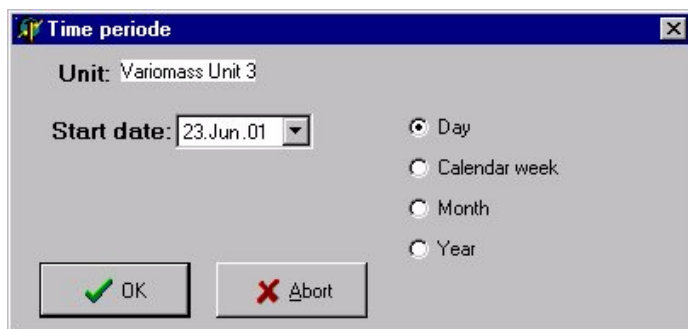 Time periode
Unit: Variomass Unit 3
Start date: 23.Jun.01
Day
Calendar week
Month
Year
OK
Abort